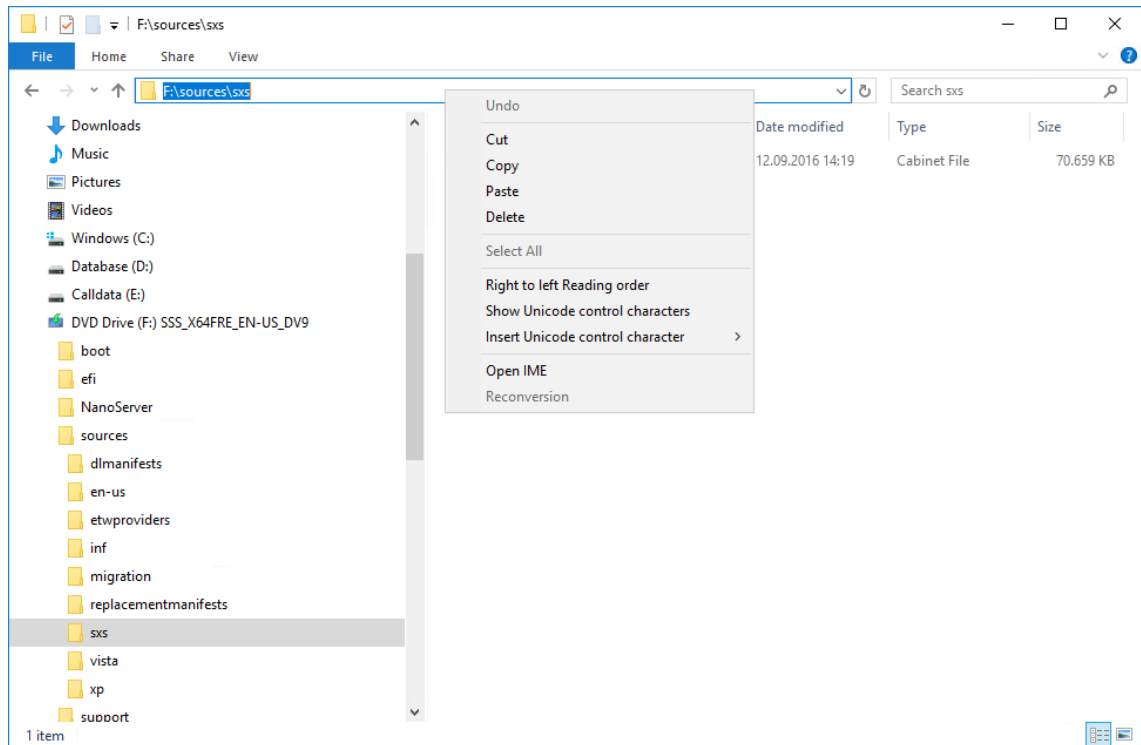 F:\sources\sxs
File Home Share View
F:\sources\sxs
Search sxs
Downloads
Music
Pictures
Videos
Windows (C:)
Database (D:)
Calldata (E:)
DVD Drive (F:) SSS_X64FRE_EN-US_DV9
boot
efi
NanoServer
sources
dlmanifests
en-us
etwproviders
inf
migration
replacementmanifests
sxs
vista
xp
support
Undo
Cut
Copy
Paste
Delete
Select All
Right to left Reading order
Show Unicode control characters
Insert Unicode control character
Open IME
Reconversion
Date modified Type Size
12.09.2016 14:19 Cabinet File 70.659 KB
1 item